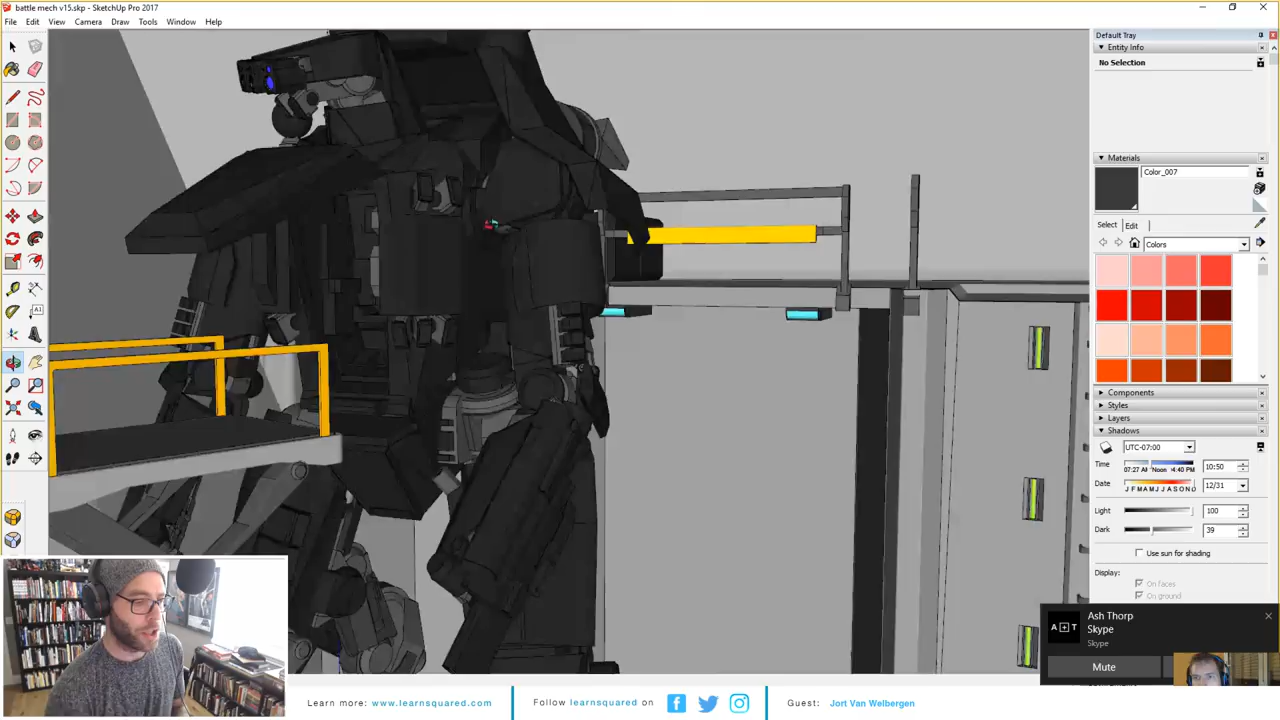 battle mech v15.skp - SketchUp Pro 2017
File Edit View Camera Draw Tools Window Help
Default Tray
Entity Info
No Selection
Materials
Color_007
Select Edit
Colors
Components
Styles
Layers
Shadows
UTC-07:00
Time 07:27 AM Noon 4:40 PM 10:50
Date J F M A M J J A S O N D 12/31
Light 100
Dark 39
Use sun for shading
Display:
On faces
On ground
A + T
Ash Thorp
Skype
Skype
Mute
Learn more: www.learnsquared.com
Follow learnsquared on
Guest: Jort Van Welbergen